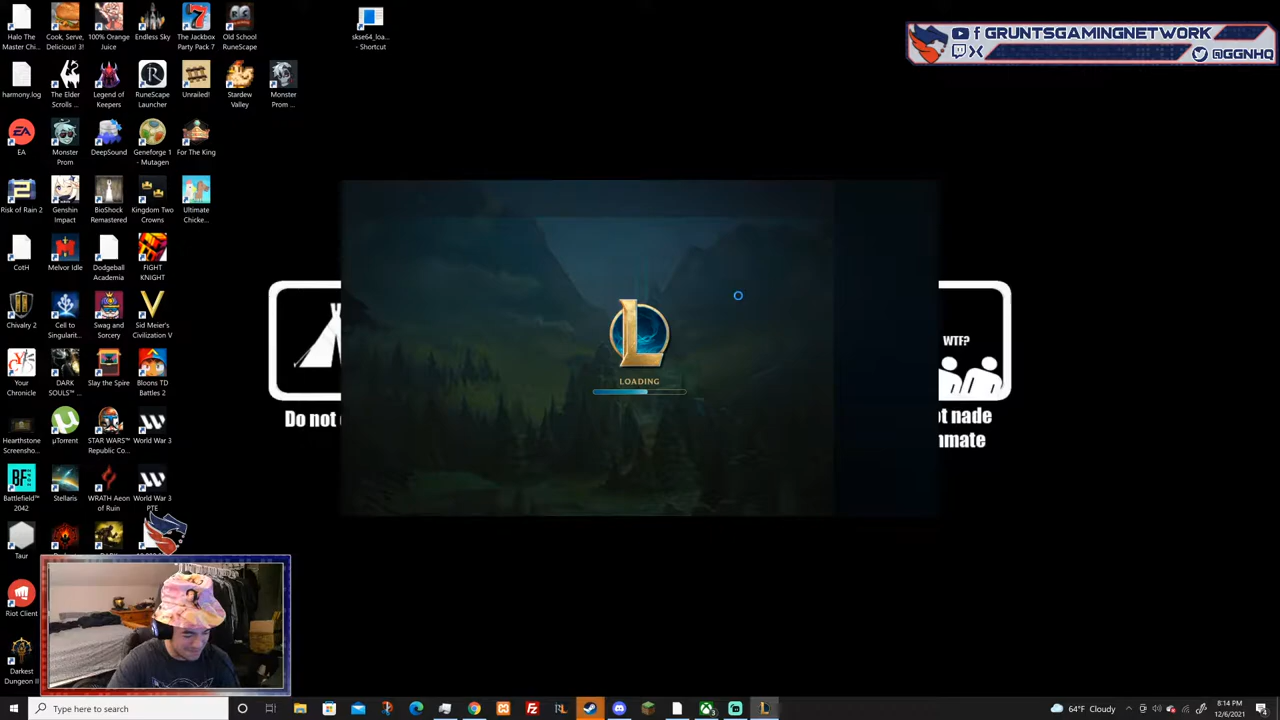 Halo The
Master Chi...
Cook, Serve,
Delicious! 3!
100% Orange
Juice
Endless Sky
The Jackbox
Party Pack 7
Old School
RuneScape
skse64_loa...
- Shortcut
GRUNTSGAMINGNETWORK
@GGNHQ
harmony.log
The Elder
Scrolls ...
Legend of
Keepers
RuneScape
Launcher
Unrailed!
Stardew
Valley
Monster
Prom ...
EA
Monster
Prom
DeepSound
Geneforge 1
- Mutagen
For The King
Risk of Rain 2
Genshin
Impact
BioShock
Remastered
Kingdom Two
Crowns
Ultimate
Chicke...
CotH
Melvor Idle
Dodgeball
Academia
FIGHT
KNIGHT
Chivalry 2
Cell to
Singularit...
Swag and
Sorcery
Sid Meier's
Civilization V
WTF?
Your
Chronicle
DARK
SOULS™ ...
Slay the Spire
Bloons TD
Battles 2
LOADING
Do not
ot nade
mmate
Hearthstone
Screensho...
µTorrent
STAR WARS™
Republic Co...
World War 3
Battlefield™
2042
Stellaris
WRATH Aeon
of Ruin
World War 3
PTE
Taur
Riot Client
Darkest
Dungeon II
Type here to search
64°F Cloudy
8:14 PM
12/6/2021